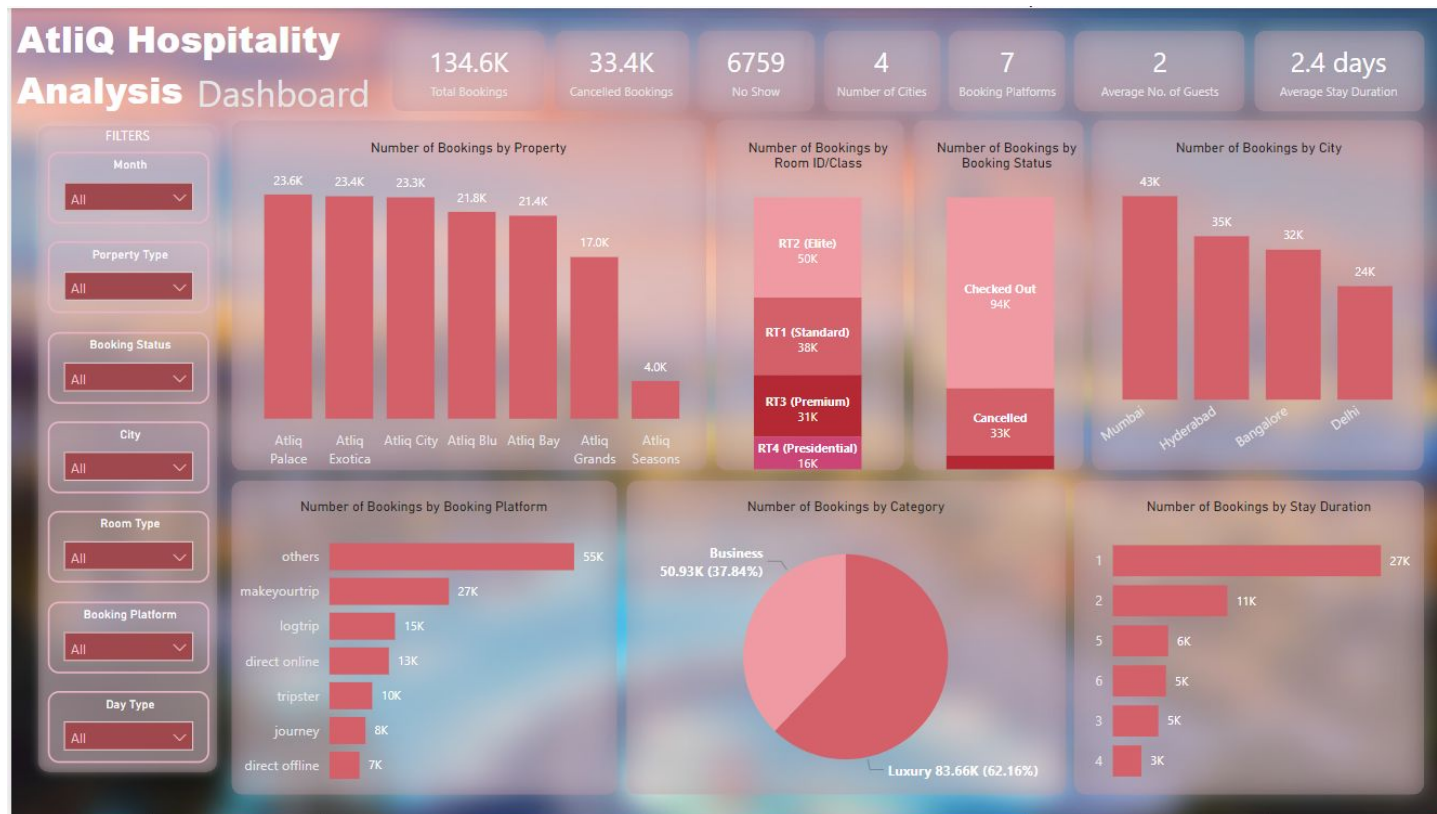 AtliQ Hospitality
Analysis Dashboard
134.6K
Total Bookings
33.4K
Cancelled Bookings
6759
No Show
4
Number of Cities
7
Booking Platforms
2
Average No. of Guests
2.4 days
Average Stay Duration
FILTERS
Month
All
Porperty Type
All
Booking Status
All
City
All
Room Type
All
Booking Platform
All
Day Type
All
Number of Bookings by Property
23.6K
23.4K
23.3K
21.8K
21.4K
17.0K
4.0K
Atliq
Palace
Atliq
Exotica
Atliq City
Atliq Blu
Atliq Bay
Atliq
Grands
Atliq
Seasons
Number of Bookings by
Room ID/Class
RT2 (Elite)
50K
RT1 (Standard)
38K
RT3 (Premium)
31K
RT4 (Presidential)
16K
Number of Bookings by
Booking Status
Checked Out
94K
Cancelled
33K
Number of Bookings by City
43K
35K
32K
24K
Mumbai
Hyderabad
Bangalore
Delhi
Number of Bookings by Booking Platform
others 55K
makeyourtrip 27K
logtrip 15K
direct online 13K
tripster 10K
journey 8K
direct offline 7K
Number of Bookings by Category
Business
50.93K (37.84%)
Luxury 83.66K (62.16%)
Number of Bookings by Stay Duration
1 27K
2 11K
5 6K
6 5K
3 5K
4 3K